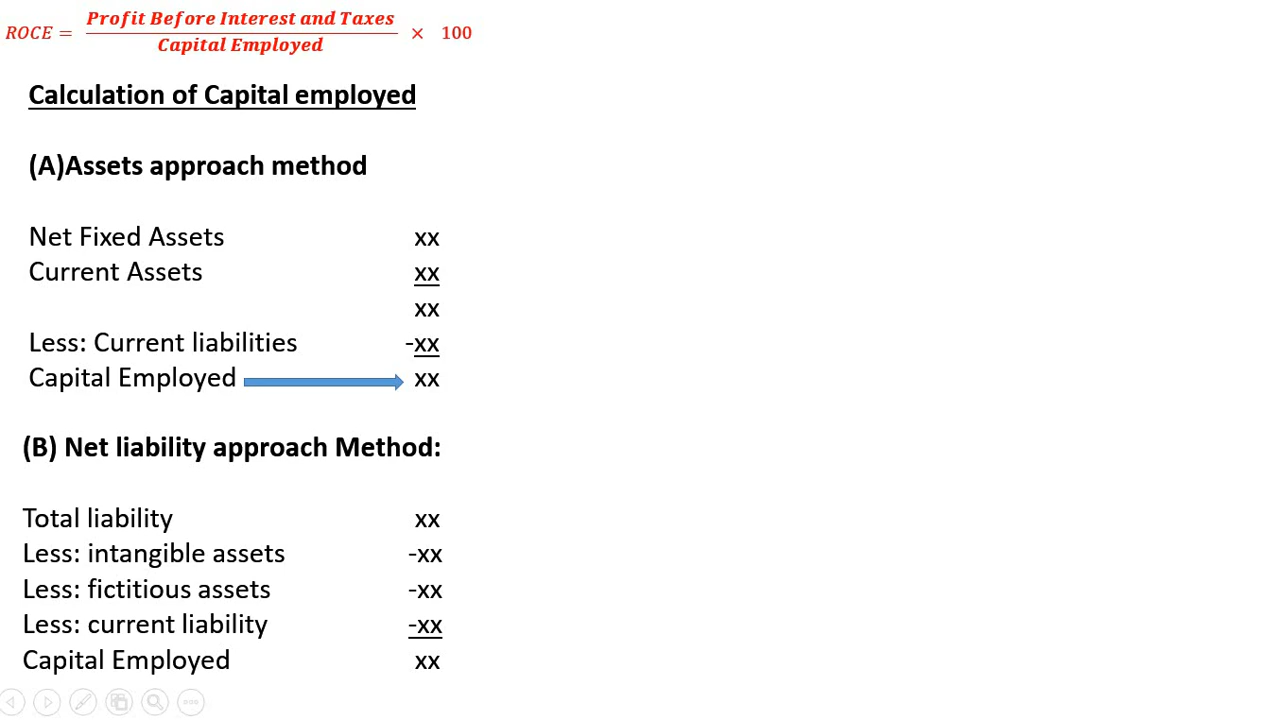 ROCE = Profit Before Interest and Taxes / Capital Employed × 100
Calculation of Capital employed
(A)Assets approach method
Net Fixed Assets xx
Current Assets xx
xx
Less: Current liabilities -xx
Capital Employed xx
(B) Net liability approach Method:
Total liability xx
Less: intangible assets -xx
Less: fictitious assets -xx
Less: current liability -xx
Capital Employed xx